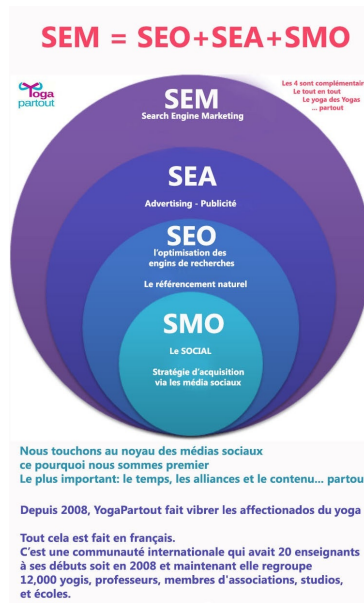 SEM = SEO+SEA+SMO
Yoga
partout
Les 4 sont complémentair
Le tout en tout
Le yoga des Yogas
... partout
SEM
Search Engine Marketing
SEA
Advertising - Publicité
SEO
l'optimisation des
engins de recherches
Le référencement naturel
SMO
Le SOCIAL
Stratégie d'acquisition
via les média sociaux
Nous touchons au noyau des médias sociaux
ce pourquoi nous sommes premier
Le plus important: le temps, les alliances et le contenu... partou
Depuis 2008, YogaPartout fait vibrer les affectionados du yoga
Tout cela est fait en français.
C'est une communauté internationale qui avait 20 enseignants
à ses débuts soit en 2008 et maintenant elle regroupe
12,000 yogis, professeurs, membres d'associations, studios,
et écoles.